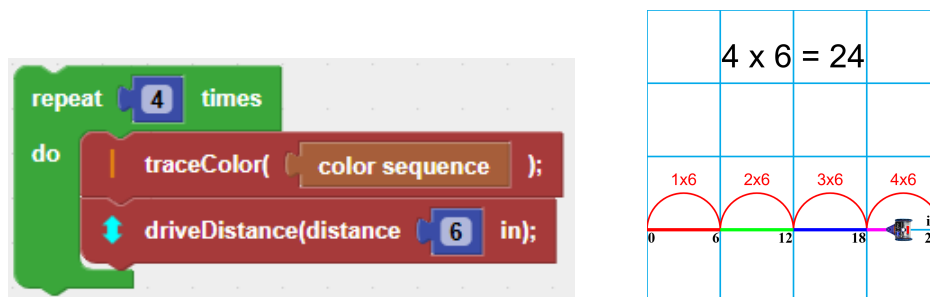 repeat 4 times
do
traceColor( color sequence );
driveDistance(distance 6 in);
4 x 6 = 24
1x6 2x6 3x6 4x6
0 6 12 18